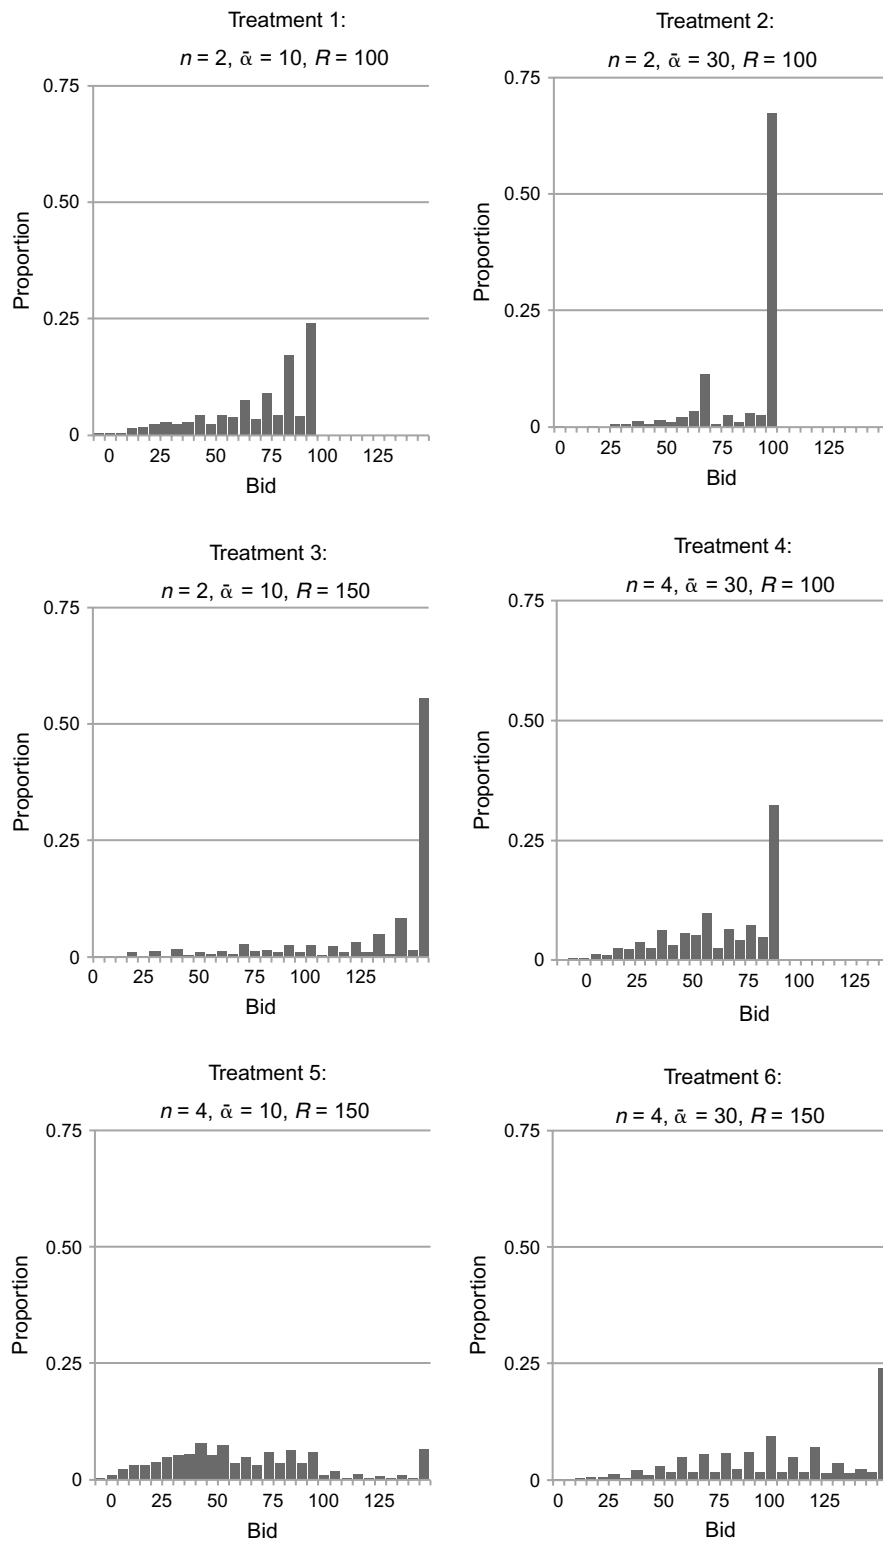 Treatment 1:
n = 2, ᾱ = 10, R = 100
0.75
0.50
0.25
0
Proportion
0 25 50 75 100 125
Bid
Treatment 2:
n = 2, ᾱ = 30, R = 100
0.75
0.50
0.25
0
Proportion
0 25 50 75 100 125
Bid
Treatment 3:
n = 2, ᾱ = 10, R = 150
0.75
0.50
0.25
0
Proportion
0 25 50 75 100 125
Bid
Treatment 4:
n = 4, ᾱ = 30, R = 100
0.75
0.50
0.25
0
Proportion
0 25 50 75 100 125
Bid
Treatment 5:
n = 4, ᾱ = 10, R = 150
0.75
0.50
0.25
0
Proportion
0 25 50 75 100 125
Bid
Treatment 6:
n = 4, ᾱ = 30, R = 150
0.75
0.50
0.25
0
Proportion
0 25 50 75 100 125
Bid